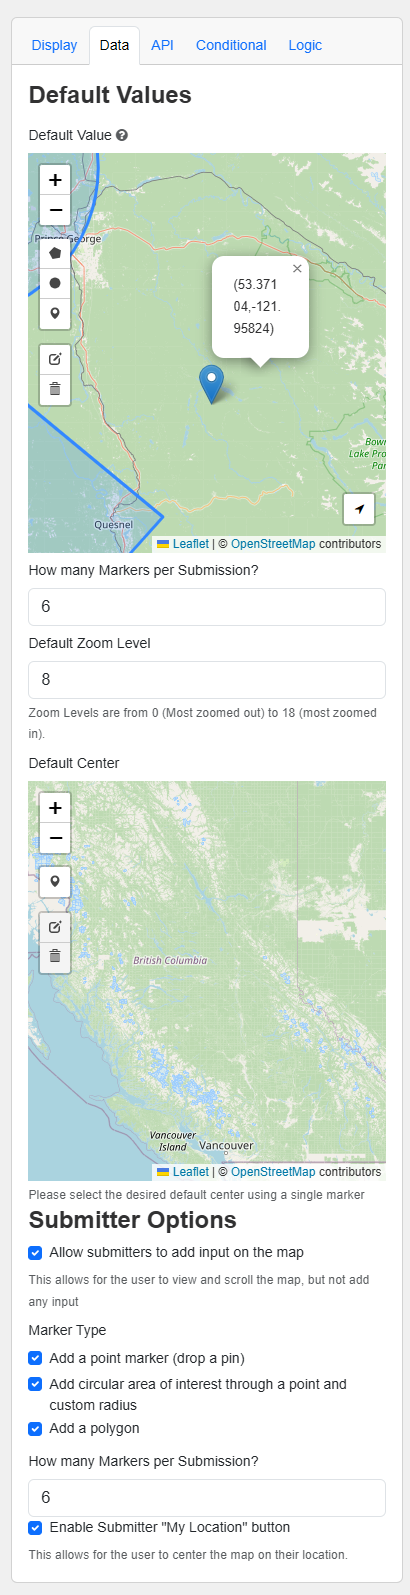 Display Data API Conditional Logic
Default Values
Default Value
+
−
Prince George
×
(53.371
04,-121.
95824)
Bow
Lake Pro
Par
Quesnel
Leaflet | © OpenStreetMap contributors
How many Markers per Submission?
6
Default Zoom Level
8
Zoom Levels are from 0 (Most zoomed out) to 18 (most zoomed
in).
Default Center
+
−
British Columbia
Vancouver
Island
Vancouver
Leaflet | © OpenStreetMap contributors
Please select the desired default center using a single marker
Submitter Options
Allow submitters to add input on the map
This allows for the user to view and scroll the map, but not add
any input
Marker Type
Add a point marker (drop a pin)
Add circular area of interest through a point and
custom radius
Add a polygon
How many Markers per Submission?
6
Enable Submitter "My Location" button
This allows for the user to center the map on their location.